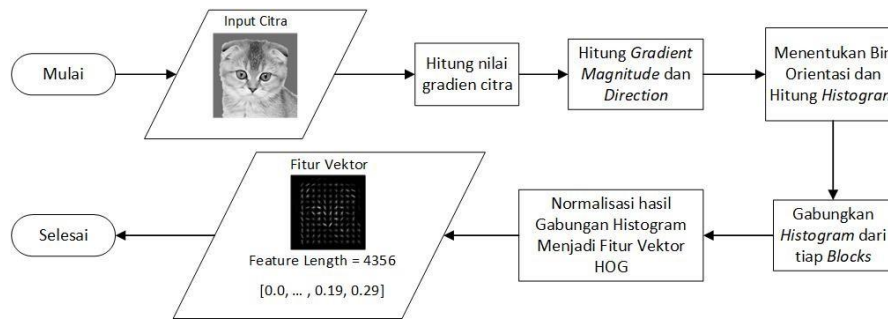 Mulai
Input Citra
Hitung nilai
gradien citra
Hitung Gradient
Magnitude dan
Direction
Menentukan Bin
Orientasi dan
Hitung Histogram
Gabungkan
Histogram dari
tiap Blocks
Normalisasi hasil
Gabungan Histogram
Menjadi Fitur Vektor
HOG
Fitur Vektor
Feature Length = 4356
[0.0, ... , 0.19, 0.29]
Selesai